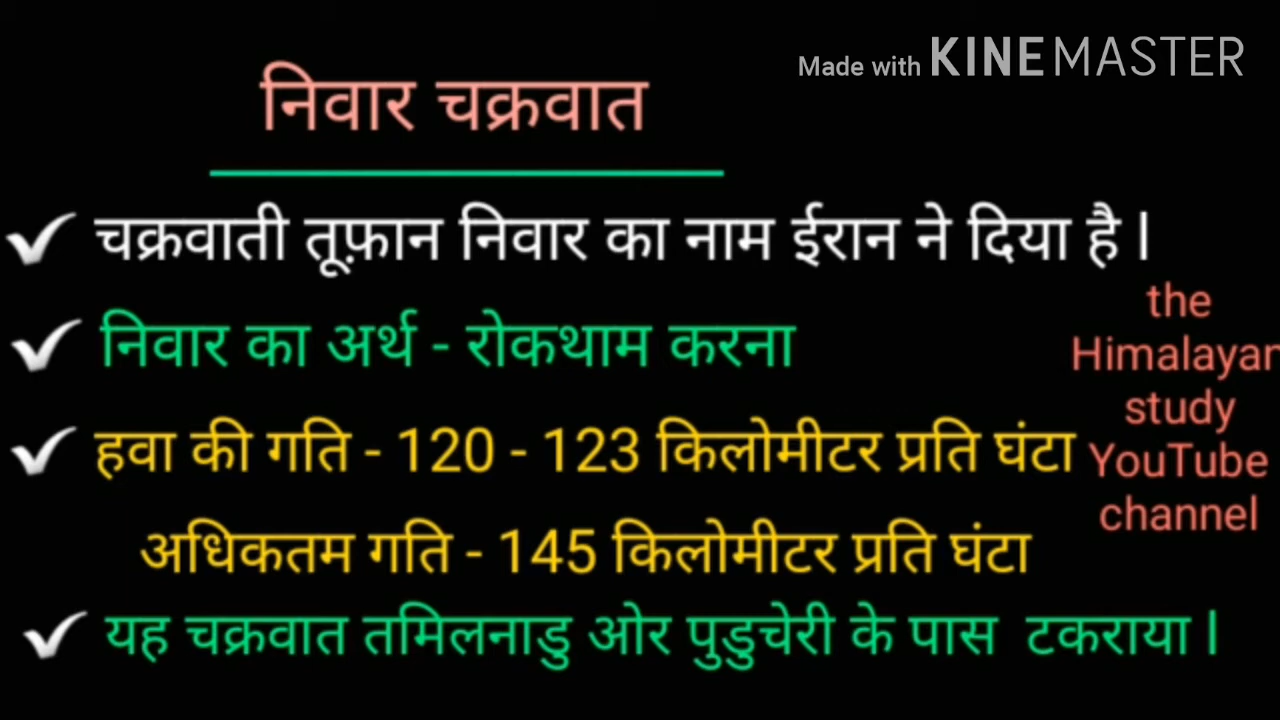 Made with KINEMASTER
निवार चक्रवात
चक्रवाती तूफ़ान निवार का नाम ईरान ने दिया है l
निवार का अर्थ - रोकथाम करना
हवा की गति - 120 - 123 किलोमीटर प्रति घंटा
अधिकतम गति - 145 किलोमीटर प्रति घंटा
यह चक्रवात तमिलनाडु ओर पुडुचेरी के पास टकराया l
the
Himalayan
study
YouTube
channel